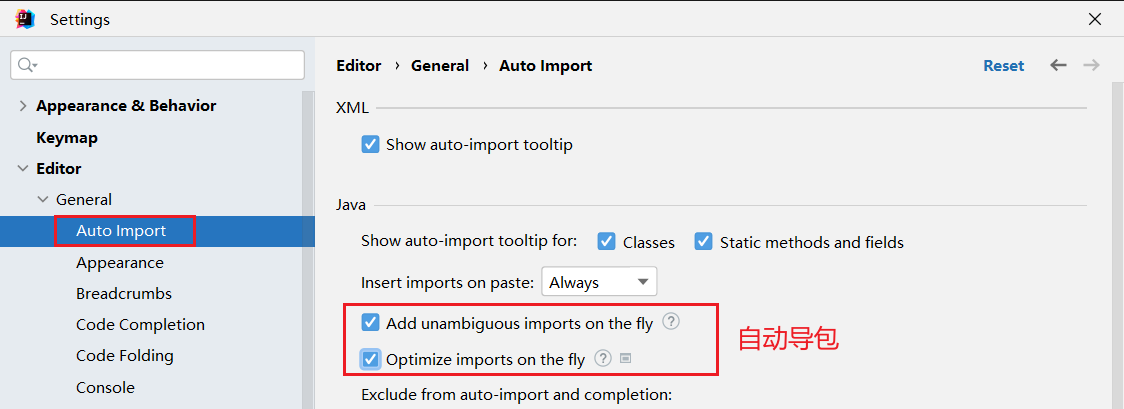 Settings
Editor › General › Auto Import Reset
XML
Show auto-import tooltip
Java
Show auto-import tooltip for: Classes Static methods and fields
Insert imports on paste: Always
Add unambiguous imports on the fly ?
Optimize imports on the fly ?
自动导包
Exclude from auto-import and completion:
Appearance & Behavior
Keymap
Editor
General
Auto Import
Appearance
Breadcrumbs
Code Completion
Code Folding
Console